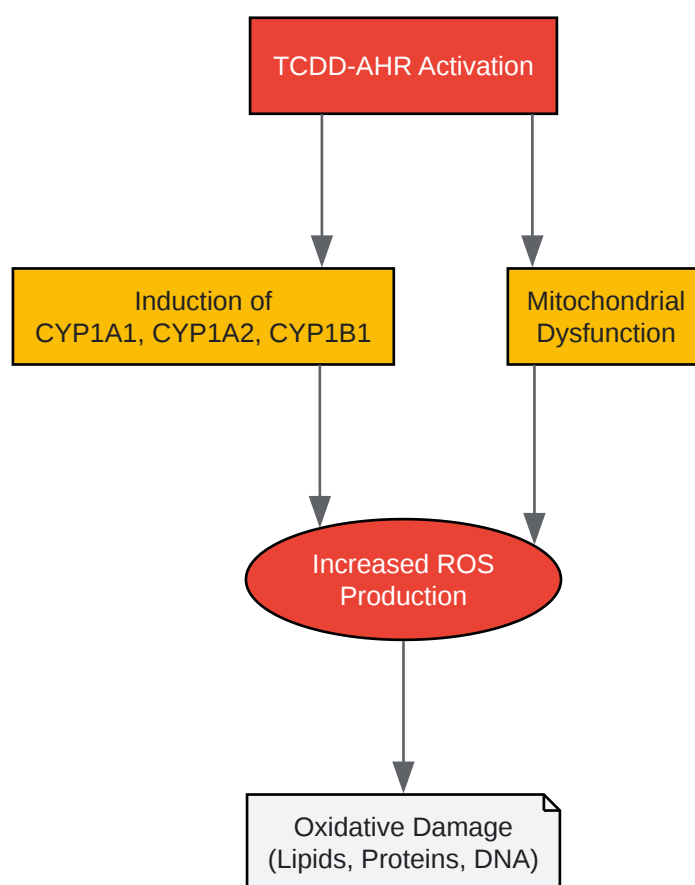 TCDD-AHR Activation
Induction of
CYP1A1, CYP1A2, CYP1B1
Mitochondrial
Dysfunction
Increased ROS
Production
Oxidative Damage
(Lipids, Proteins, DNA)